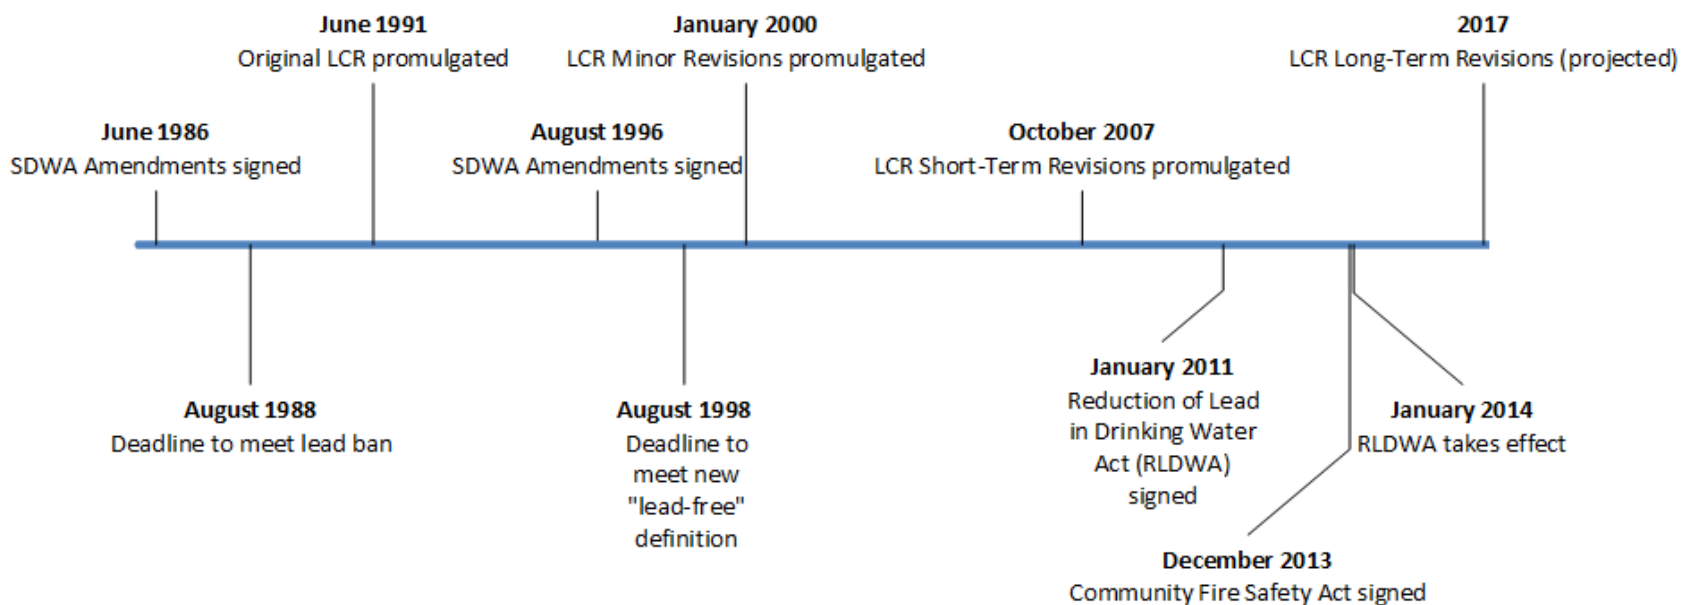 June 1991
Original LCR promulgated
January 2000
LCR Minor Revisions promulgated
2017
LCR Long-Term Revisions (projected)
June 1986
SDWA Amendments signed
August 1996
SDWA Amendments signed
October 2007
LCR Short-Term Revisions promulgated
August 1988
Deadline to meet lead ban
August 1998
Deadline to
meet new
"lead-free"
definition
January 2011
Reduction of Lead
in Drinking Water
Act (RLDWA)
signed
January 2014
RLDWA takes effect
December 2013
Community Fire Safety Act signed